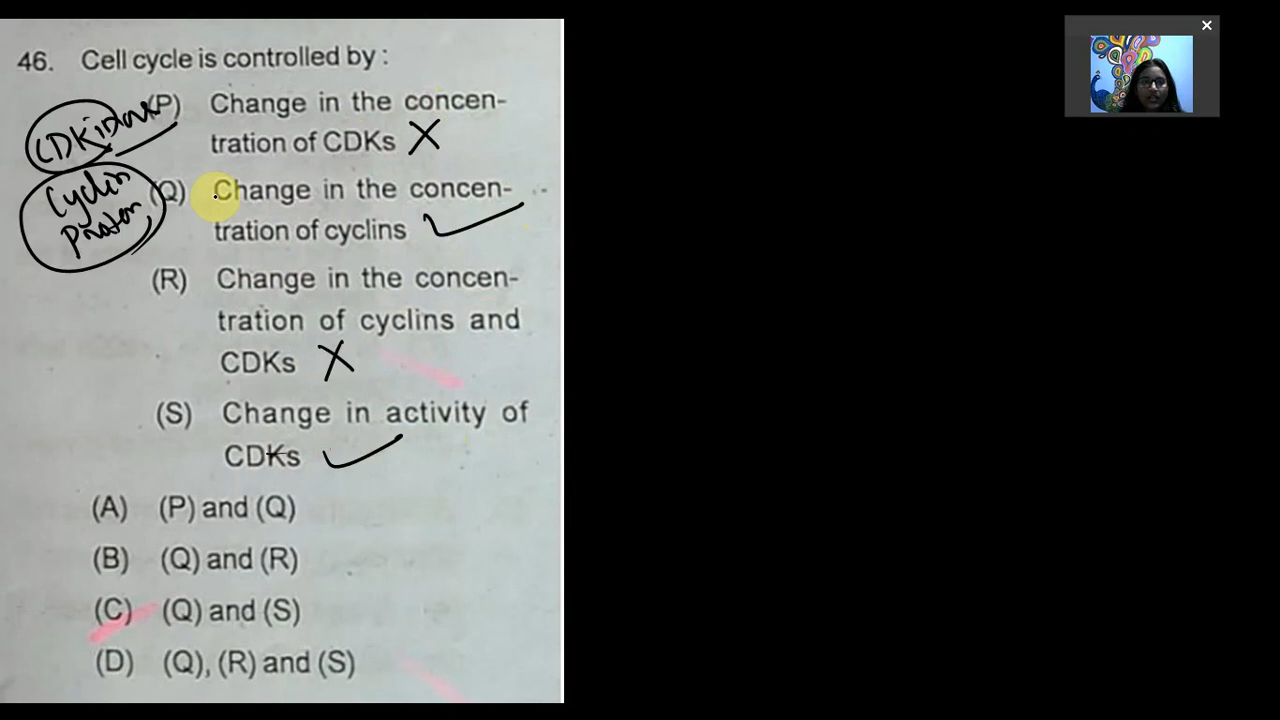 46. Cell cycle is controlled by :
(P) Change in the concen-
tration of CDKs
CDK
Cyclin
(Q) Change in the concen-
tration of cyclins
(R) Change in the concen-
tration of cyclins and
CDKs
(S) Change in activity of
CDKs
(A) (P) and (Q)
(B) (Q) and (R)
(C) (Q) and (S)
(D) (Q), (R) and (S)